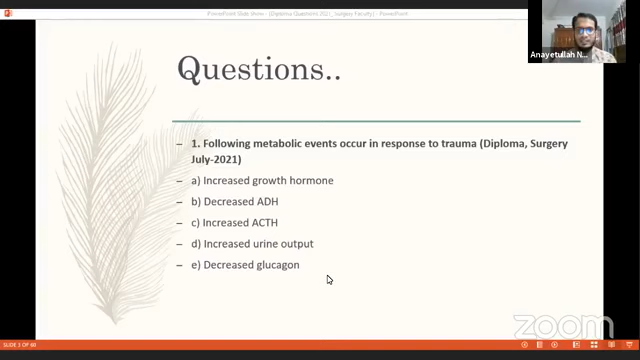 PowerPoint Slide Show - [Diploma Questions 2021_Surgery Faculty] - PowerPoint
Anayetullah N...
Questions..
– 1. Following metabolic events occur in response to trauma (Diploma, Surgery
July-2021)
– a) Increased growth hormone
– b) Decreased ADH
– c) Increased ACTH
– d) Increased urine output
– e) Decreased glucagon
zoom
SLIDE 3 OF 60